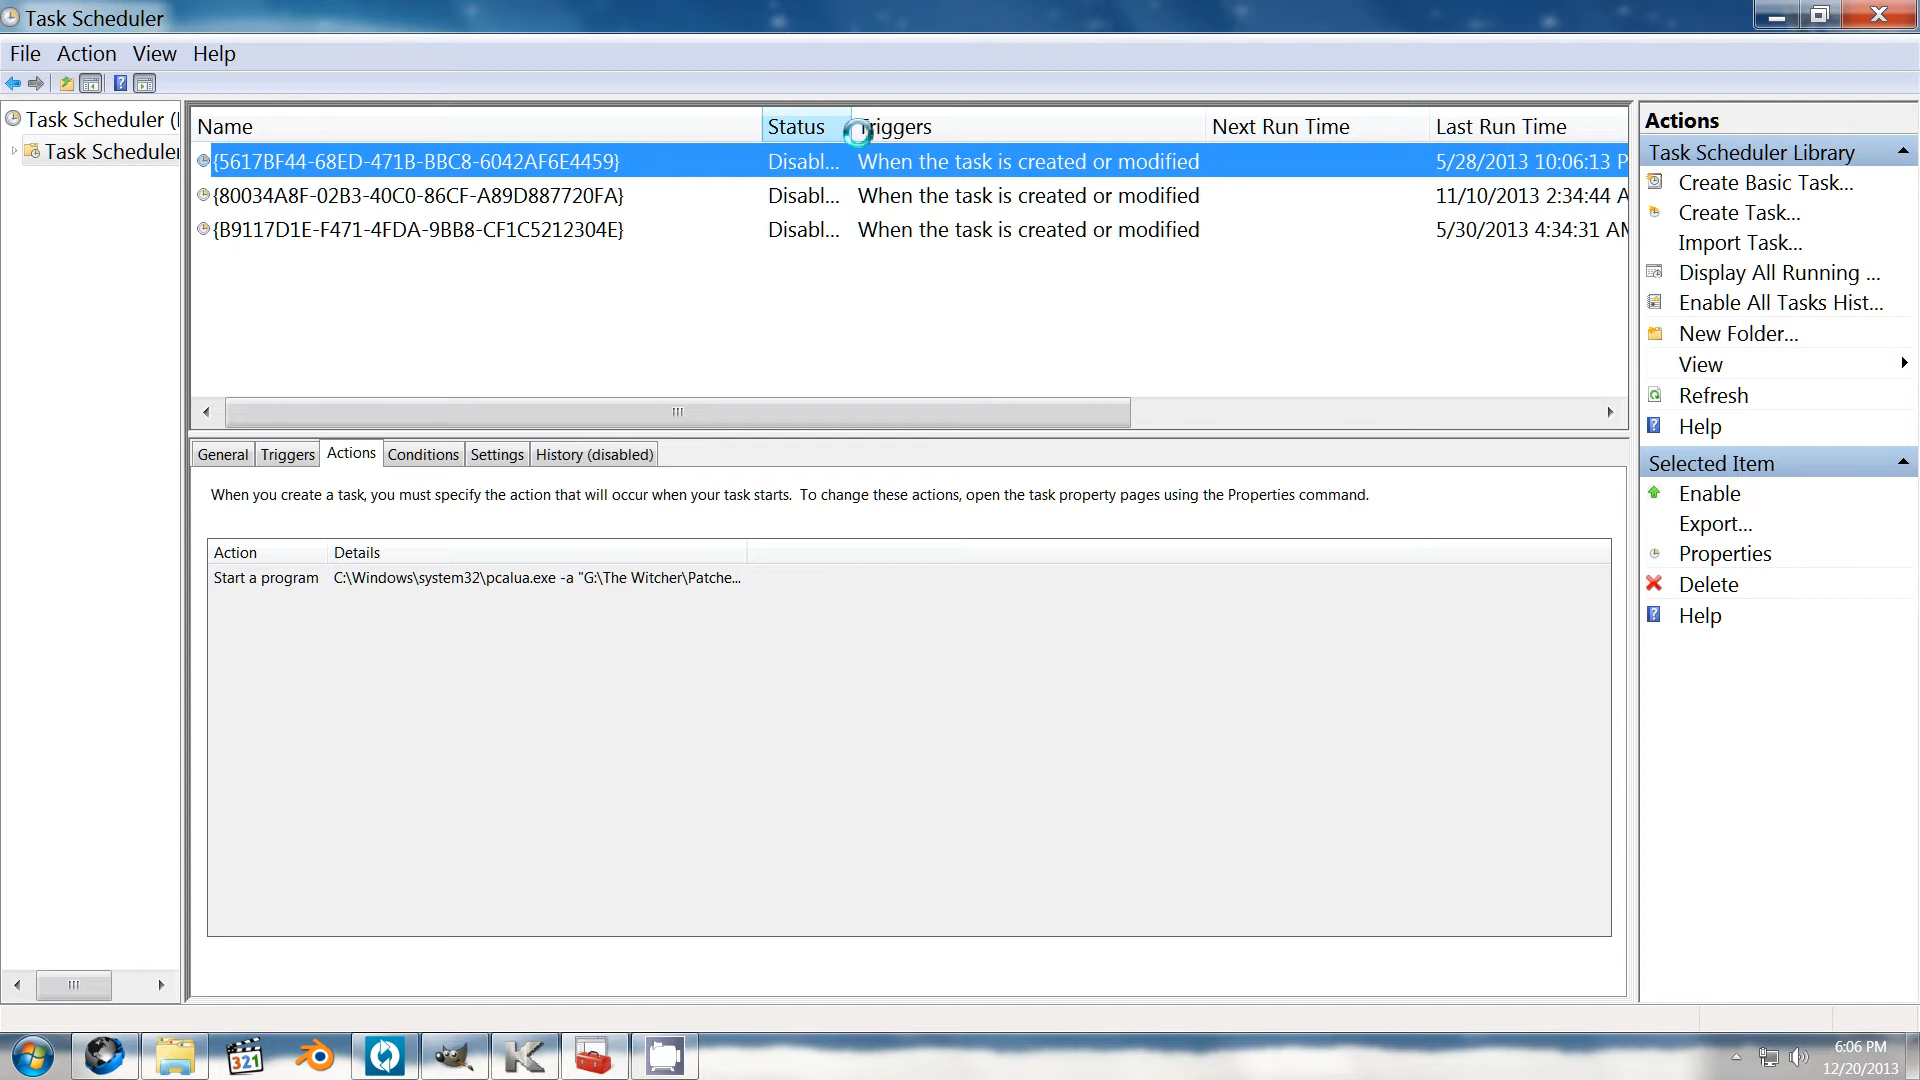 Task Scheduler
File Action View Help
Task Scheduler (
Task Scheduler
Name Status Triggers Next Run Time Last Run Time
{5617BF44-68ED-471B-BBC8-6042AF6E4459} Disabl... When the task is created or modified 5/28/2013 10:06:13 P
{80034A8F-02B3-40C0-86CF-A89D887720FA} Disabl... When the task is created or modified 11/10/2013 2:34:44 A
{B9117D1E-F471-4FDA-9BB8-CF1C5212304E} Disabl... When the task is created or modified 5/30/2013 4:34:31 AM
General Triggers Actions Conditions Settings History (disabled)
When you create a task, you must specify the action that will occur when your task starts. To change these actions, open the task property pages using the Properties command.
Action Details
Start a program C:\Windows\system32\pcalua.exe -a "G:\The Witcher\Patche...
Actions
Task Scheduler Library
Create Basic Task...
Create Task...
Import Task...
Display All Running ...
Enable All Tasks Hist...
New Folder...
View
Refresh
Help
Selected Item
Enable
Export...
Properties
Delete
Help
321
K
6:06 PM
12/20/2013